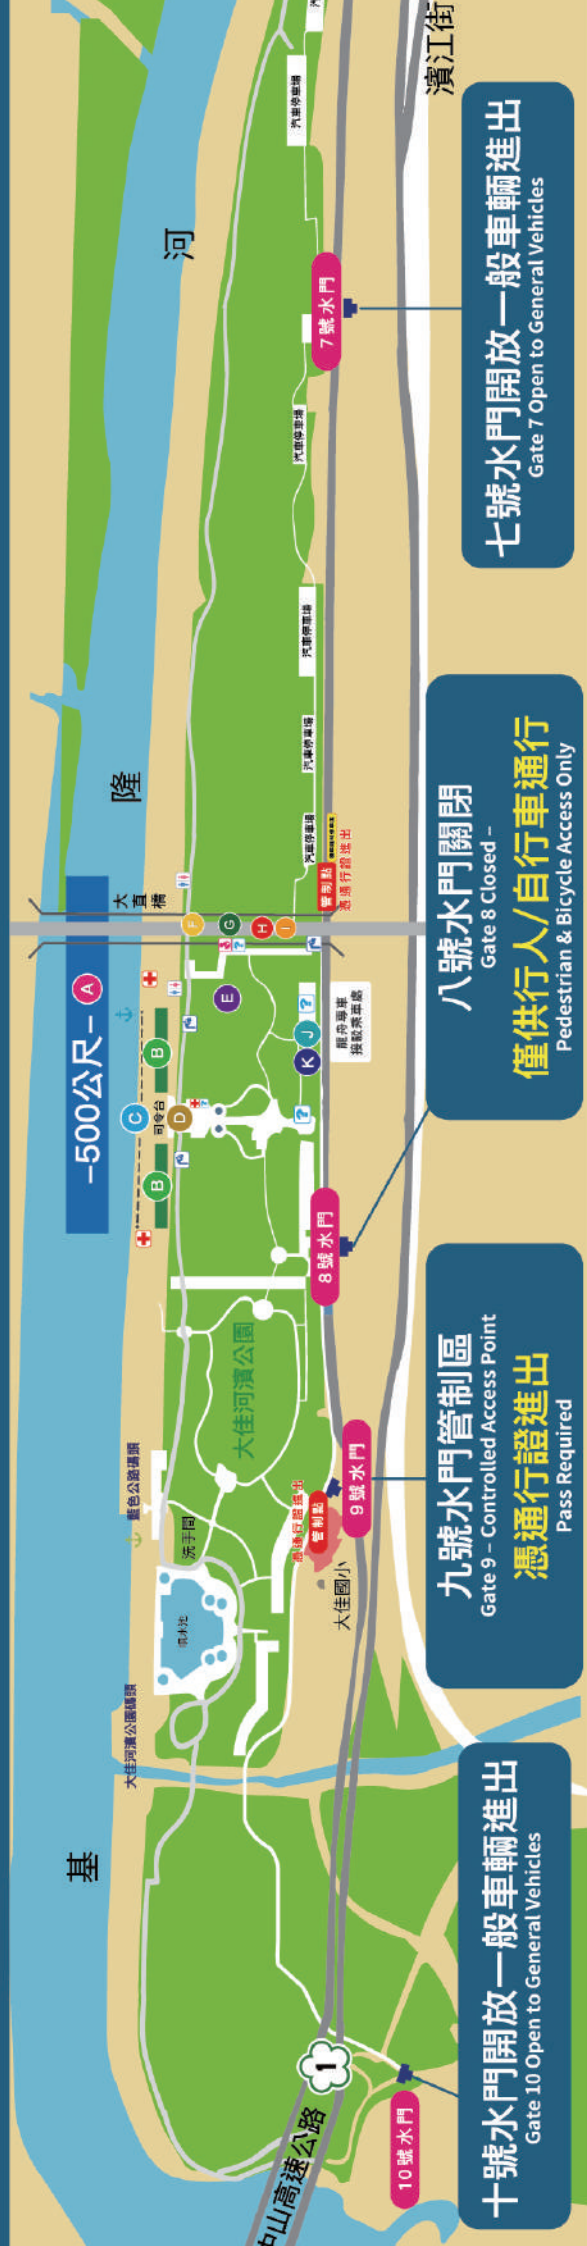 基
隆
河
濱江街
大直橋
–500公尺–
A
B
B
C
D
E
F
G
H
I
J
K
司令台
藍色公路碼頭
大佳河濱公園碼頭
洗手間
噴水池
大佳河濱公園
大佳國小
憑通行證進出
管制點
管制點
憑通行證進出
龍舟專車
接駁乘車處
汽車停車場
汽車停車場
汽車停車場
汽車停車場
汽車停車場
中山高速公路
1
10號水門
9號水門
8號水門
7號水門
十號水門開放一般車輛進出
Gate 10 Open to General Vehicles
九號水門管制區
Gate 9 – Controlled Access Point
憑通行證進出
Pass Required
八號水門關閉
Gate 8 Closed –
僅供行人/自行車通行
Pedestrian & Bicycle Access Only
七號水門開放一般車輛進出
Gate 7 Open to General Vehicles